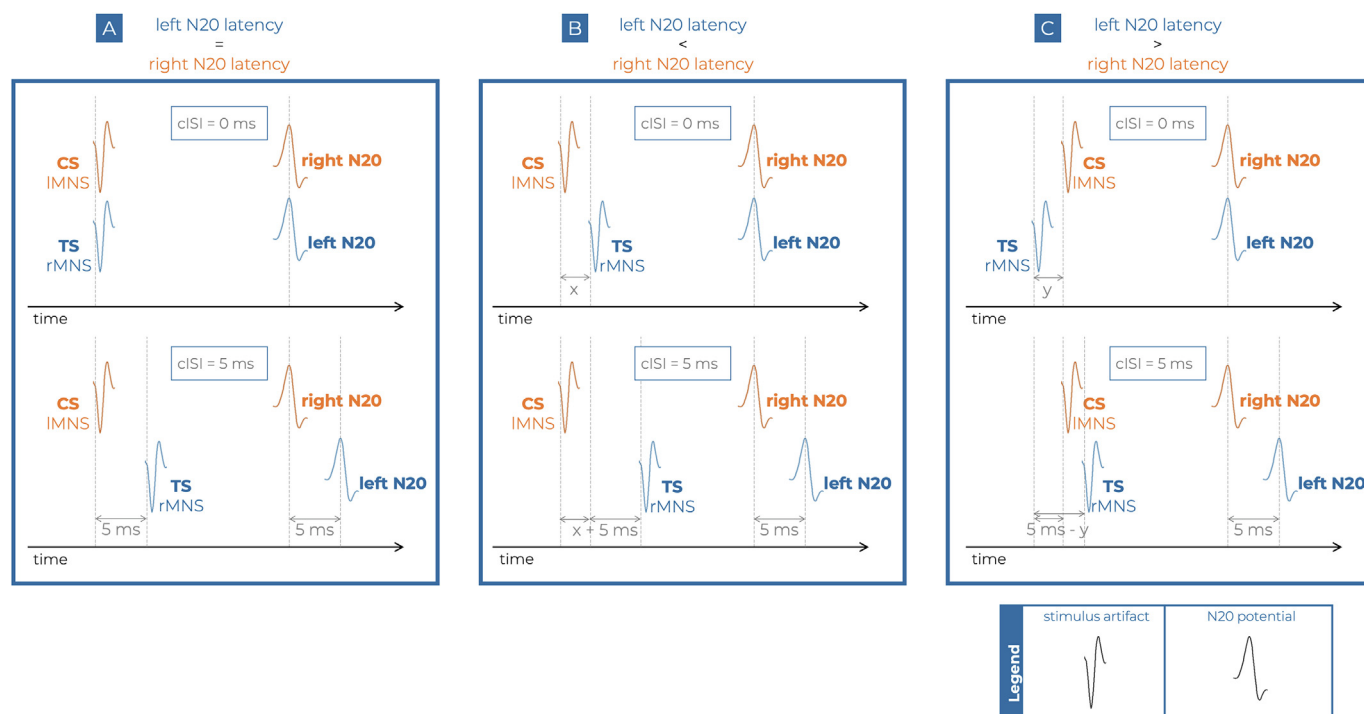 A
left N20 latency
=
right N20 latency
cISI = 0 ms
CS
lMNS
right N20
TS
rMNS
left N20
time
cISI = 5 ms
CS
lMNS
right N20
TS
rMNS
left N20
5 ms
5 ms
time
B
left N20 latency
<
right N20 latency
cISI = 0 ms
CS
lMNS
right N20
TS
rMNS
left N20
x
time
cISI = 5 ms
CS
lMNS
right N20
TS
rMNS
left N20
x + 5 ms
5 ms
time
C
left N20 latency
>
right N20 latency
cISI = 0 ms
CS
lMNS
right N20
TS
rMNS
left N20
y
time
cISI = 5 ms
CS
lMNS
right N20
TS
rMNS
left N20
5 ms - y
5 ms
time
Legend
stimulus artifact
N20 potential